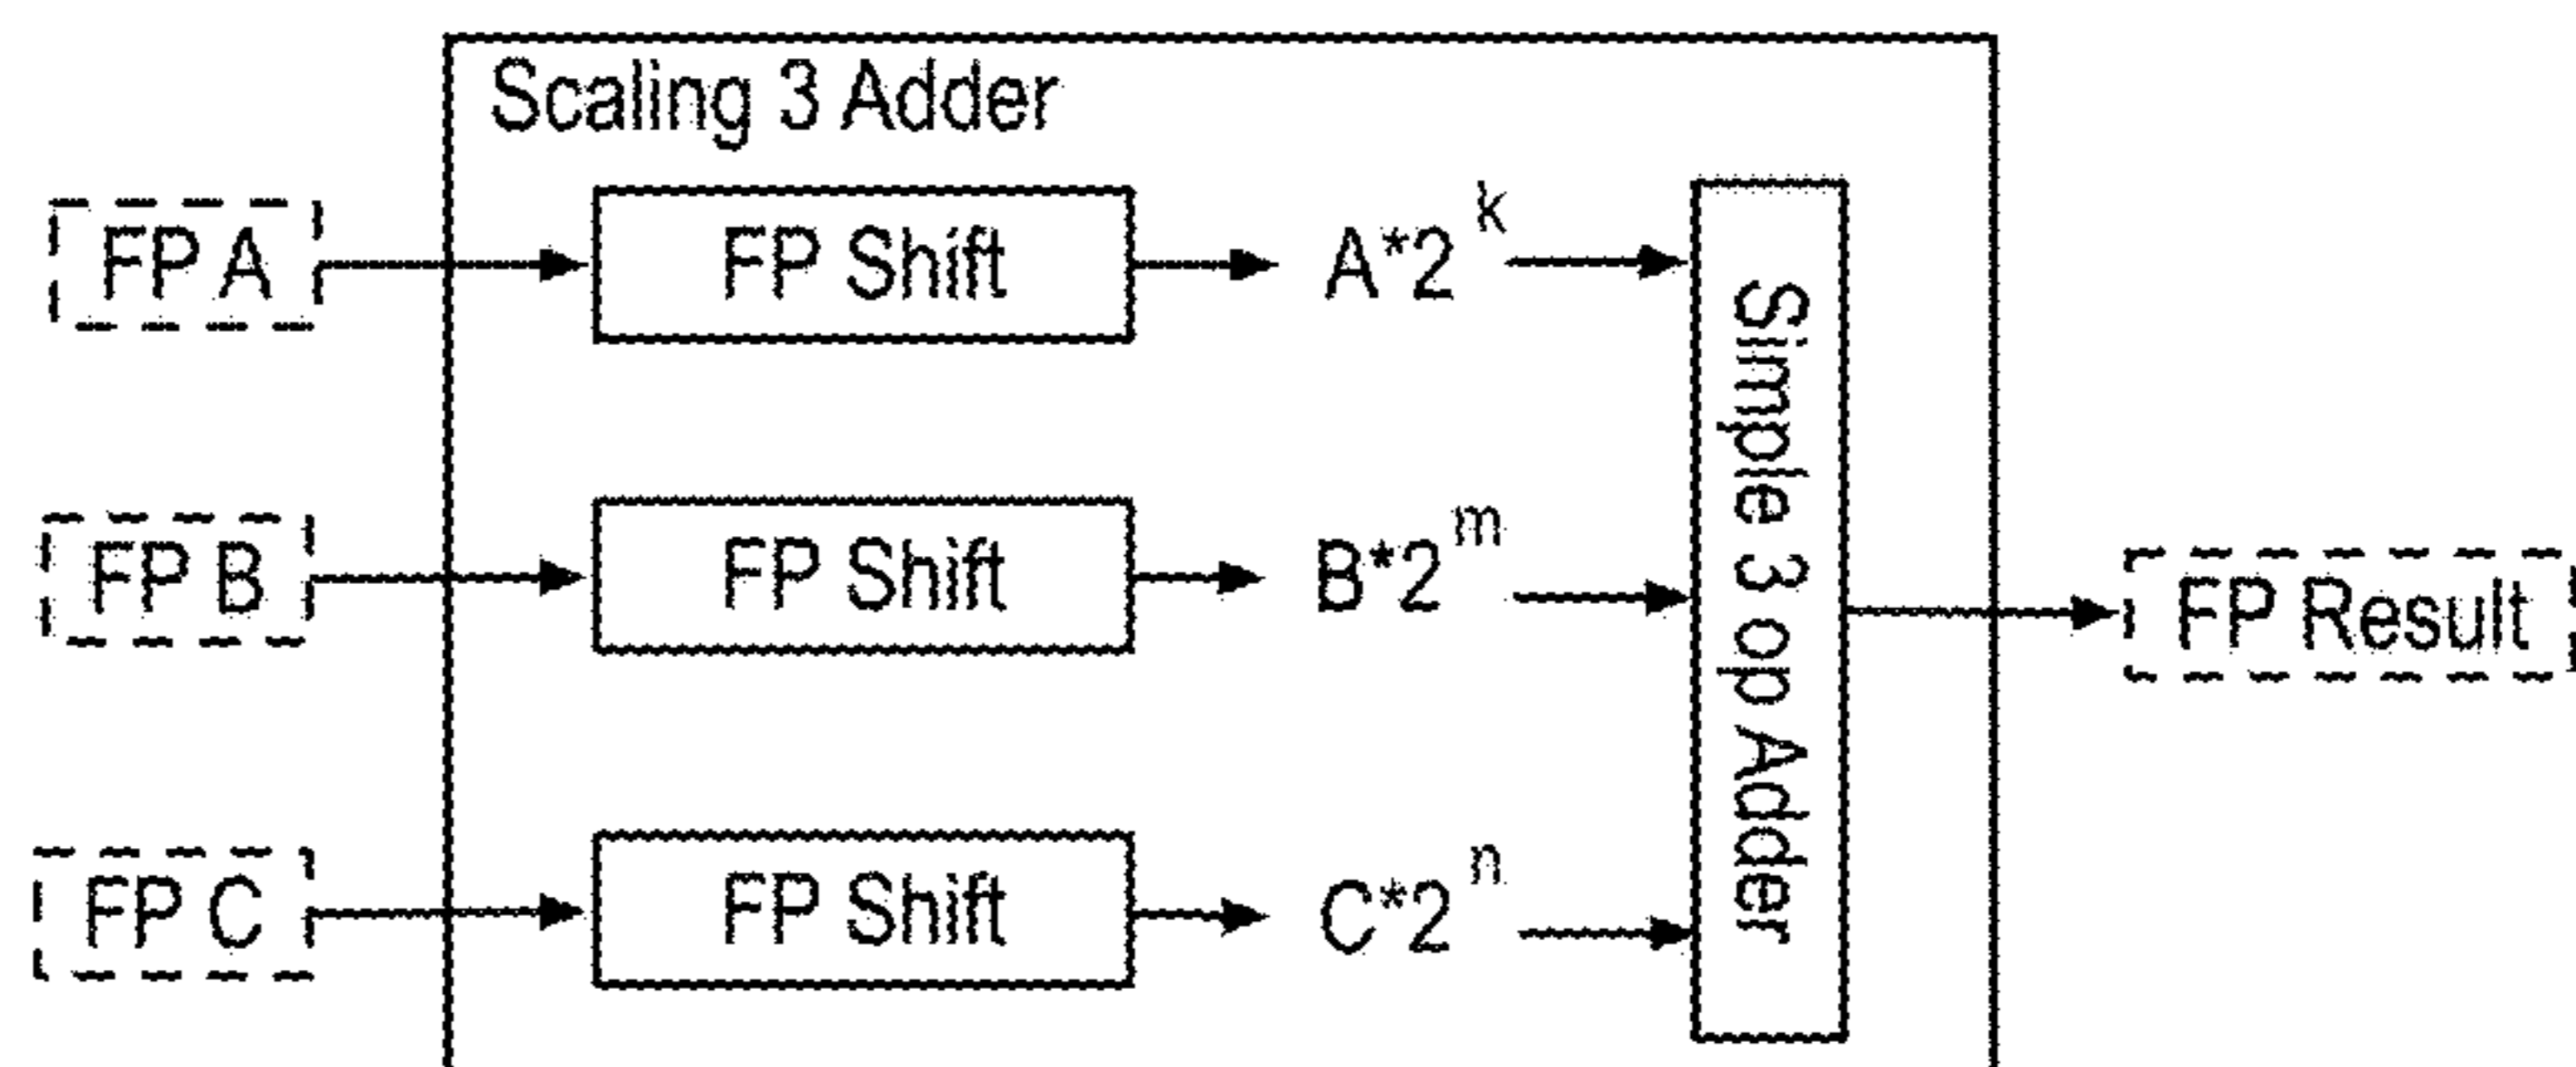 Scaling 3 Adder
FP A
FP Shift
A*2^k
FP B
FP Shift
B*2^m
FP C
FP Shift
C*2^n
Simple 3 op Adder
FP Result